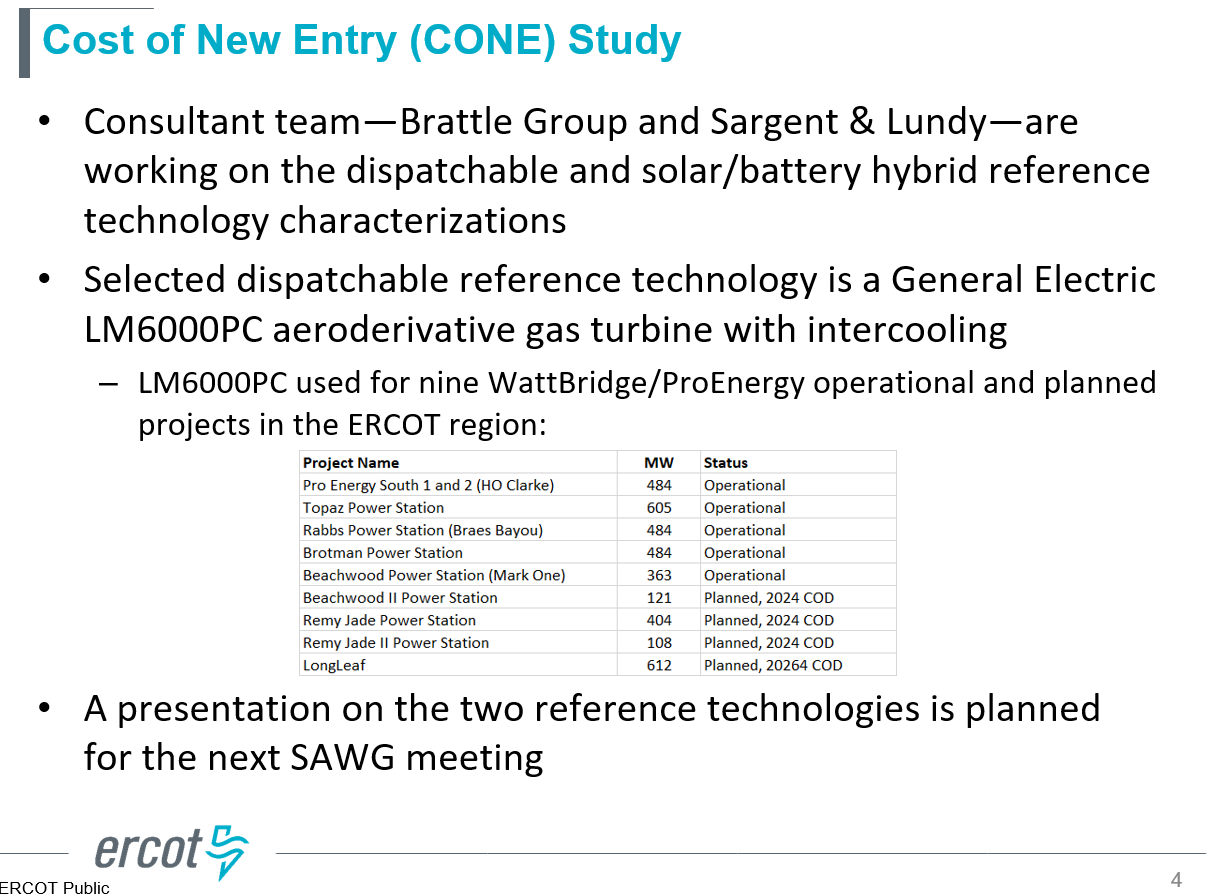 Cost of New Entry (CONE) Study
• Consultant team—Brattle Group and Sargent & Lundy—are
working on the dispatchable and solar/battery hybrid reference
technology characterizations
• Selected dispatchable reference technology is a General Electric
LM6000PC aeroderivative gas turbine with intercooling
– LM6000PC used for nine WattBridge/ProEnergy operational and planned
projects in the ERCOT region:
Project Name MW Status
Pro Energy South 1 and 2 (HO Clarke) 484 Operational
Topaz Power Station 605 Operational
Rabbs Power Station (Braes Bayou) 484 Operational
Brotman Power Station 484 Operational
Beachwood Power Station (Mark One) 363 Operational
Beachwood II Power Station 121 Planned, 2024 COD
Remy Jade Power Station 404 Planned, 2024 COD
Remy Jade II Power Station 108 Planned, 2024 COD
LongLeaf 612 Planned, 20264 COD
• A presentation on the two reference technologies is planned
for the next SAWG meeting
ercot
4
ERCOT Public